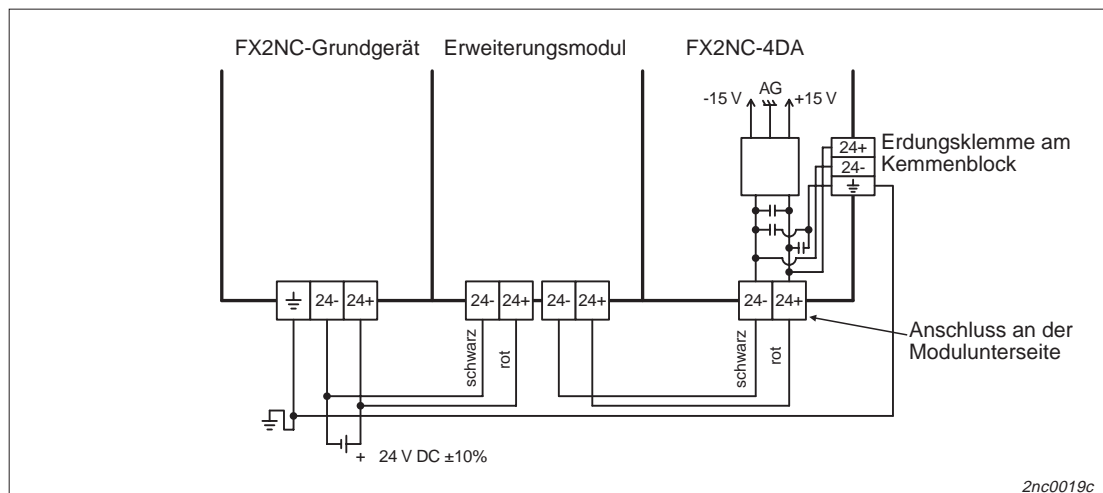 FX2NC-Grundgerät
Erweiterungsmodul
FX2NC-4DA
-15 V
AG
+15 V
24+
24-
Erdungsklemme am
Kemmenblock
24-
24+
24-
24+
24-
24+
24-
24+
Anschluss an der
Modulunterseite
schwarz
rot
schwarz
rot
+
24 V DC ±10%
2nc0019c